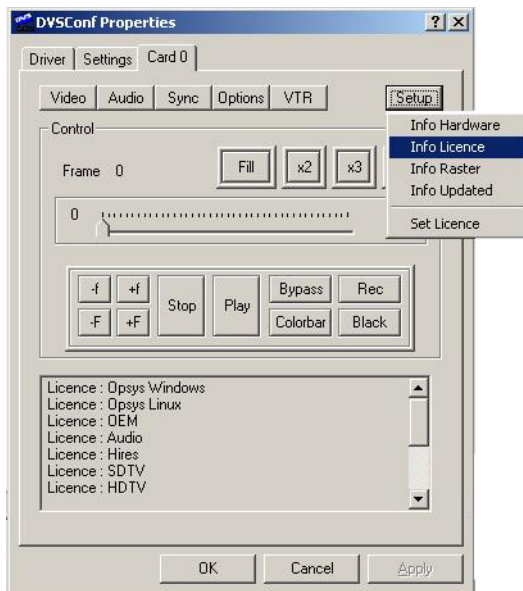 DVSConf Properties
Driver Settings Card 0
Video Audio Sync Options VTR Setup
Info Hardware
Info Licence
Info Raster
Info Updated
Set Licence
Control
Frame 0 Fill x2 x3
0
-f +f Stop Play Bypass Rec
-F +F Colorbar Black
Licence : Opsys Windows
Licence : Opsys Linux
Licence : OEM
Licence : Audio
Licence : Hires
Licence : SDTV
Licence : HDTV
OK Cancel Apply